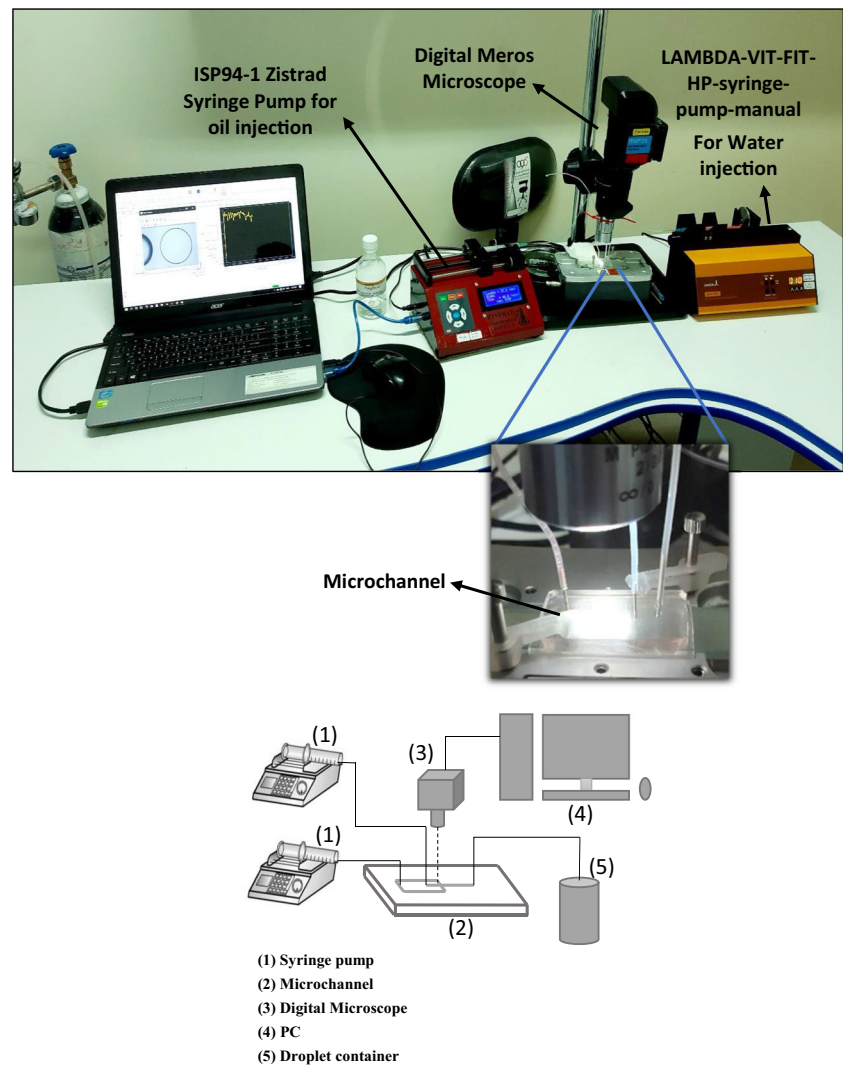 ISP94-1 Zistrad
Syringe Pump for
oil injection
Digital Meros
Microscope
LAMBDA-VIT-FIT-
HP-syringe-
pump-manual
For Water
injection
acer
Microchannel
(1)
(3)
(4)
(1)
(5)
(2)
(1) Syringe pump
(2) Microchannel
(3) Digital Microscope
(4) PC
(5) Droplet container